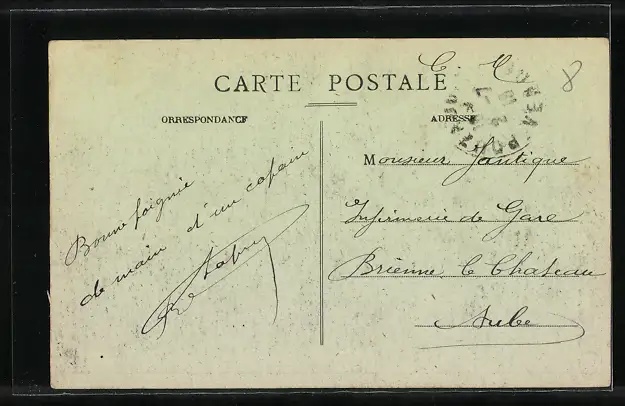 C. M
8
CARTE POSTALE
ORRESPONDANCE
ADRESSE
Bonne poignée
de main d'un copain
Monsieur Jantique
Infirmerie de Gare
Brienne le Chateau
Aube